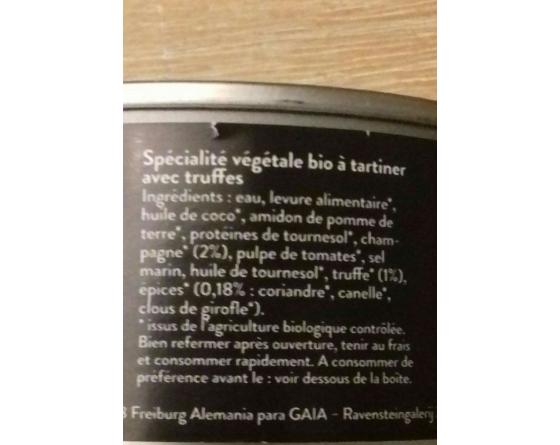 Spécialité végétale bio à tartiner
avec truffes
Ingrédients : eau, levure alimentaire*,
huile de coco*, amidon de pomme de
terre*, protéines de tournesol*, cham-
pagne* (2%), pulpe de tomates*, sel
marin, huile de tournesol*, truffe* (1%),
épices* (0,18% : coriandre*, canelle*,
clous de girofle*).
* issus de l'agriculture biologique contrôlée.
Bien refermer après ouverture, tenir au frais
et consommer rapidement. A consommer de
préférence avant le : voir dessous de la boîte.
8 Freiburg Alemania para GAIA - Ravensteingalerij